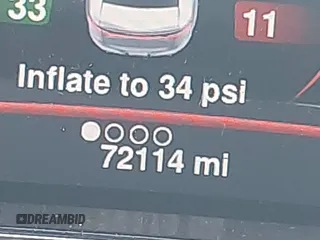 33 11
Inflate to 34 psi
72114 mi
DREAMBID